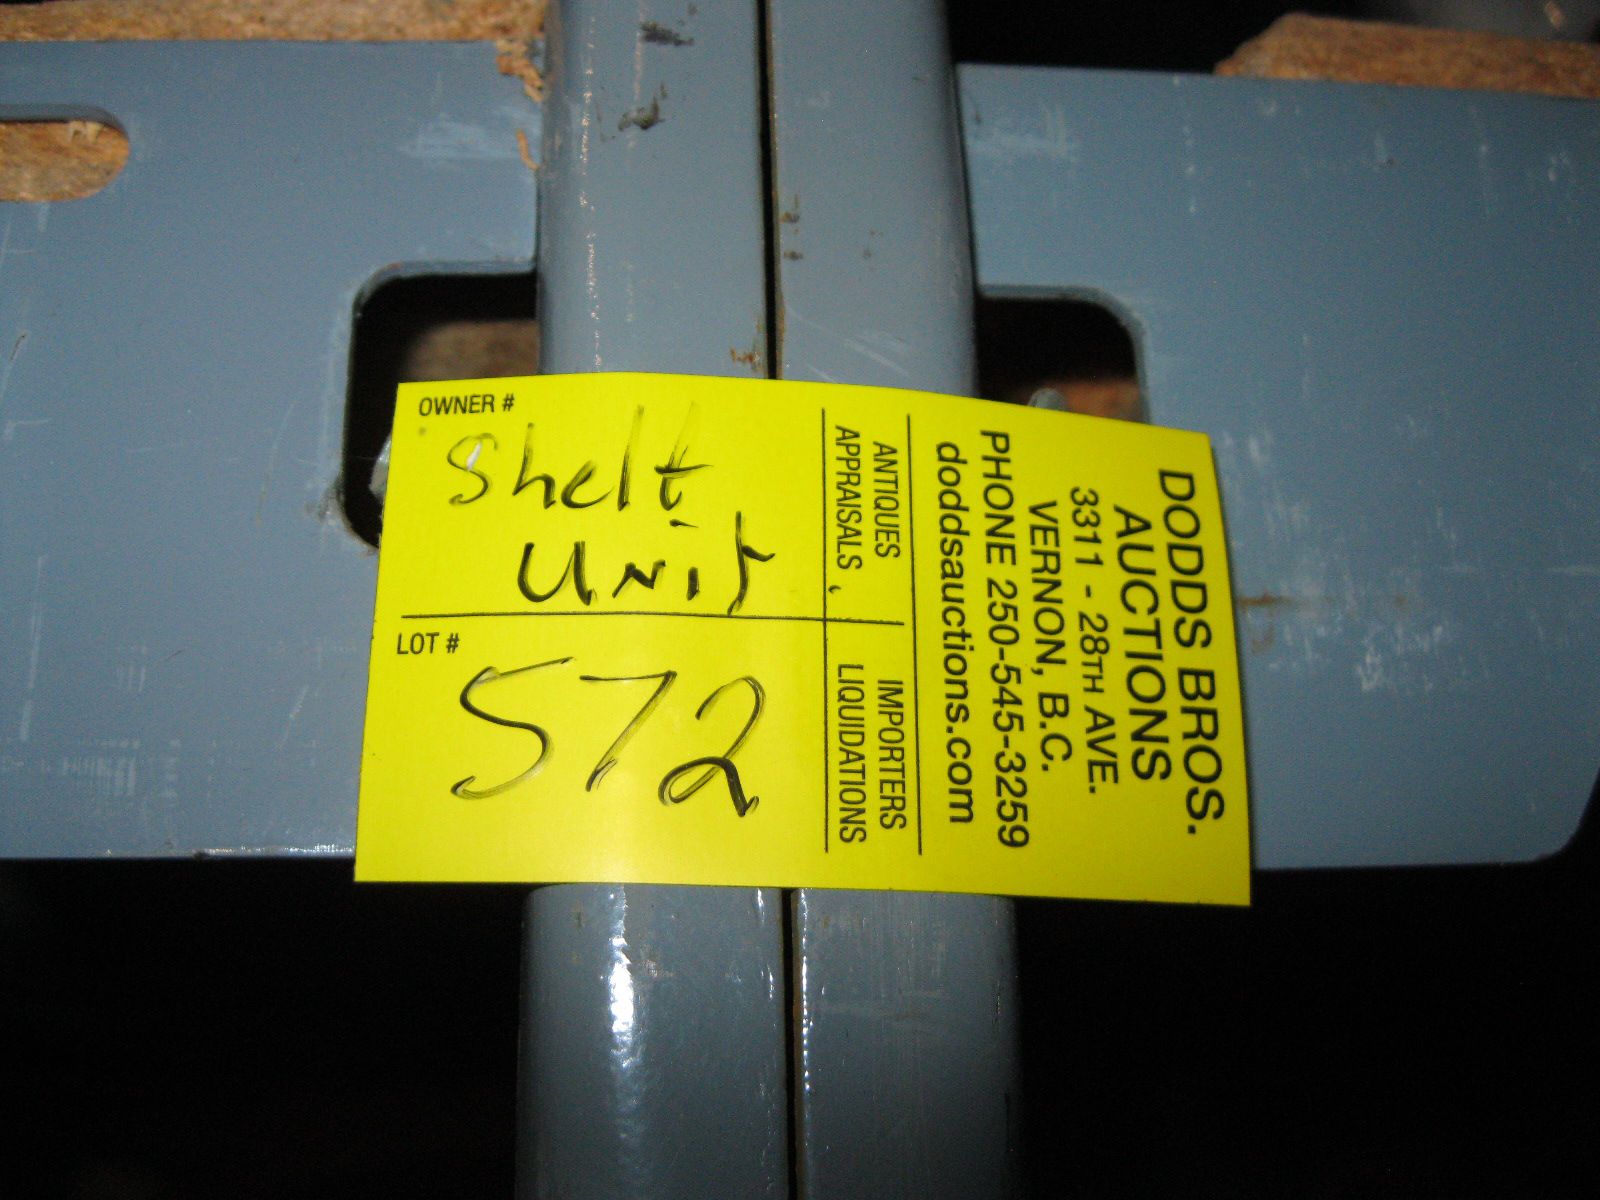 OWNER #
Shelf
Unit
LOT #
572
ANTIQUES
APPRAISALS
IMPORTERS
LIQUIDATIONS
DODDS BROS.
AUCTIONS
3311 - 28TH AVE.
VERNON, B.C.
PHONE 250-545-3259
doddsauctions.com